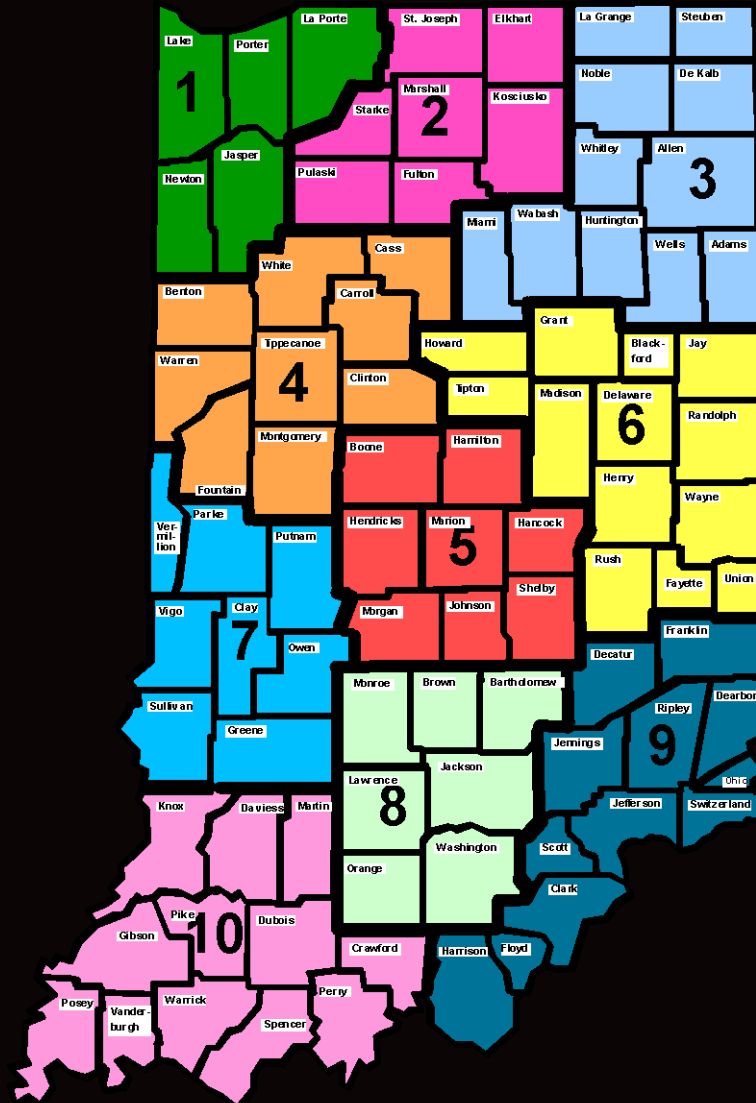 La Porte
St. Joseph
Elkhart
La Grange
Steuben
Lake
Porter
Noble
De Kalb
1
Marshall
Starke
2
Kosciusko
Whitley
Allen
3
Jasper
Newton
Pulaski
Fulton
Miami
Wabash
Huntington
Wells
Adams
White
Cass
Benton
Carroll
Grant
Tippecanoe
Howard
Black-
ford
Jay
Warren
4
Clinton
Tipton
Madison
Delaware
6
Randolph
Montgomery
Boone
Hamilton
Fountain
Henry
Wayne
Parke
Ver-
mil-
lion
Putnam
Hendricks
Marion
5
Hancock
Rush
Fayette
Union
Vigo
Clay
7
Morgan
Johnson
Shelby
Franklin
Owen
Decatur
Monroe
Brown
Bartholomew
Dearbor
Sullivan
Ripley
9
Greene
Jennings
Lawrence
8
Jackson
Ohio
Knox
Daviess
Martin
Jefferson
Switzerland
Washington
Scott
Orange
Clark
Pike
10
Dubois
Gibson
Crawford
Harrison
Floyd
Posey
Vander-
burgh
Warrick
Perry
Spencer